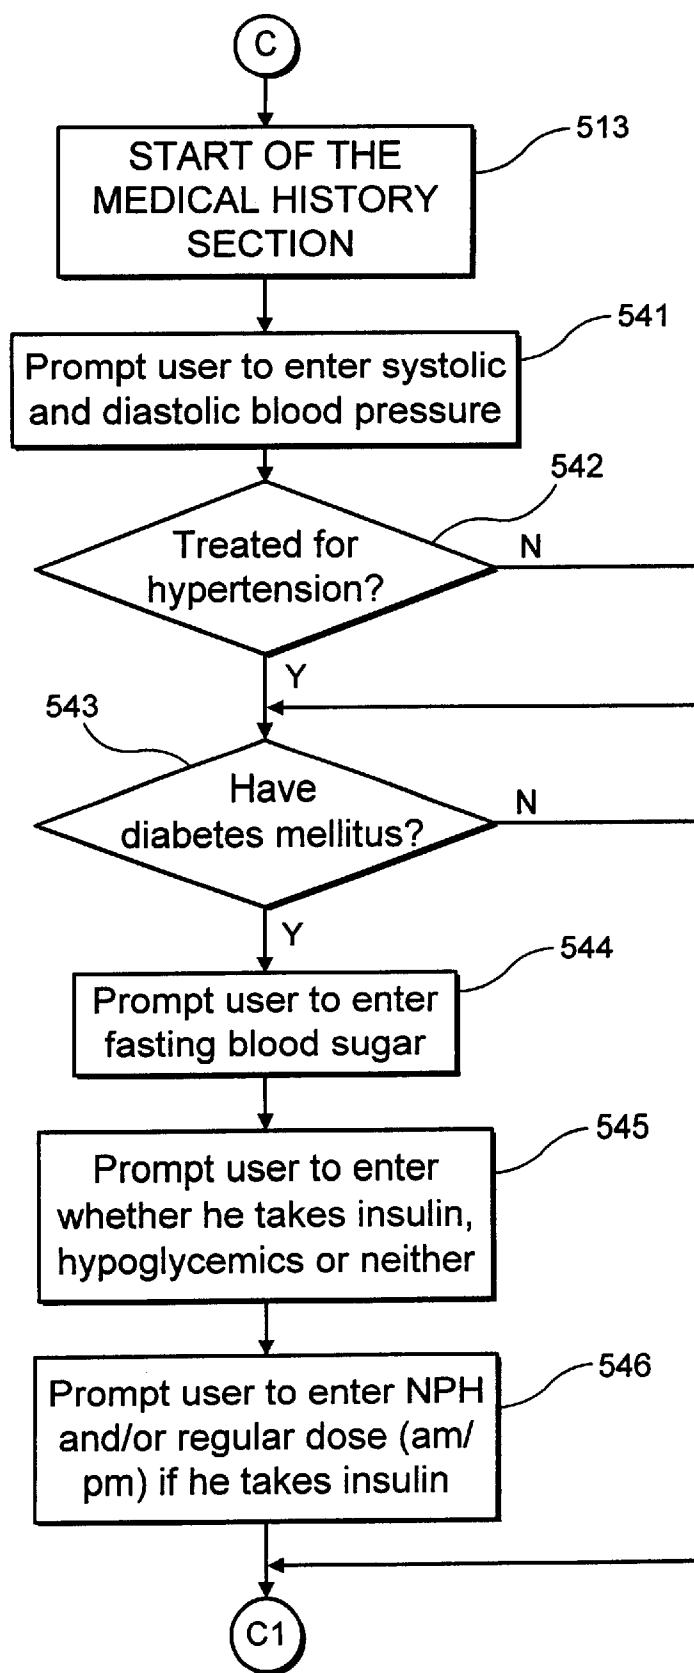 C
START OF THE
MEDICAL HISTORY
SECTION
513
Prompt user to enter systolic
and diastolic blood pressure
541
Treated for
hypertension?
542
N
Y
543
Have
diabetes mellitus?
N
Y
544
Prompt user to enter
fasting blood sugar
545
Prompt user to enter
whether he takes insulin,
hypoglycemics or neither
546
Prompt user to enter NPH
and/or regular dose (am/
pm) if he takes insulin
C1